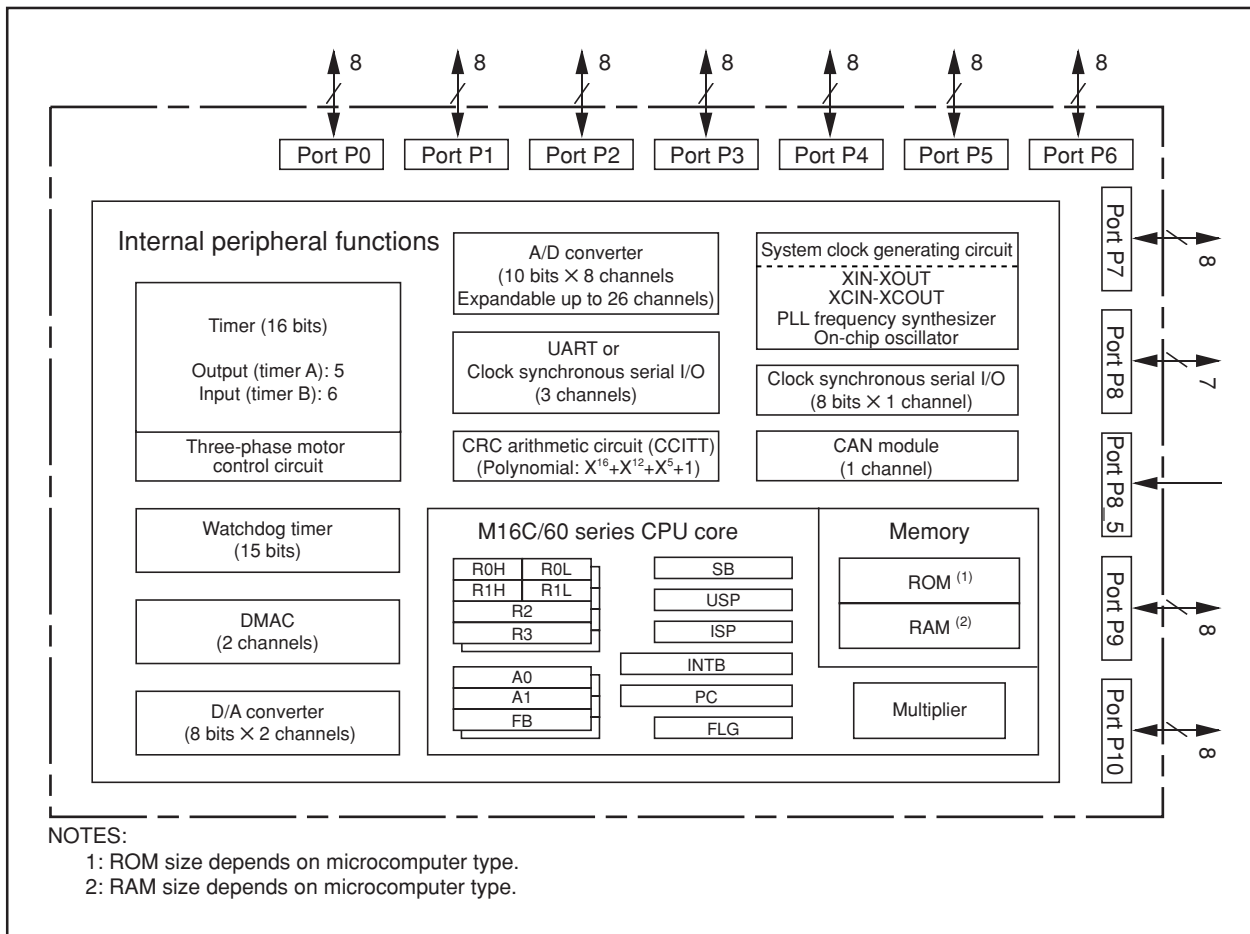 8
8
8
8
8
8
8
Port P0
Port P1
Port P2
Port P3
Port P4
Port P5
Port P6
Port P7
8
Port P8
7
Port P8_5
Port P9
8
Port P10
8
Internal peripheral functions
Timer (16 bits)
Output (timer A): 5
Input (timer B): 6
Three-phase motor
control circuit
Watchdog timer
(15 bits)
DMAC
(2 channels)
D/A converter
(8 bits × 2 channels)
A/D converter
(10 bits × 8 channels
Expandable up to 26 channels)
UART or
Clock synchronous serial I/O
(3 channels)
CRC arithmetic circuit (CCITT)
(Polynomial: X¹⁶+X¹²+X⁵+1)
System clock generating circuit
XIN-XOUT
XCIN-XCOUT
PLL frequency synthesizer
On-chip oscillator
Clock synchronous serial I/O
(8 bits × 1 channel)
CAN module
(1 channel)
M16C/60 series CPU core
R0H
R0L
R1H
R1L
R2
R3
A0
A1
FB
SB
USP
ISP
INTB
PC
FLG
Memory
ROM (1)
RAM (2)
Multiplier
NOTES:
1: ROM size depends on microcomputer type.
2: RAM size depends on microcomputer type.